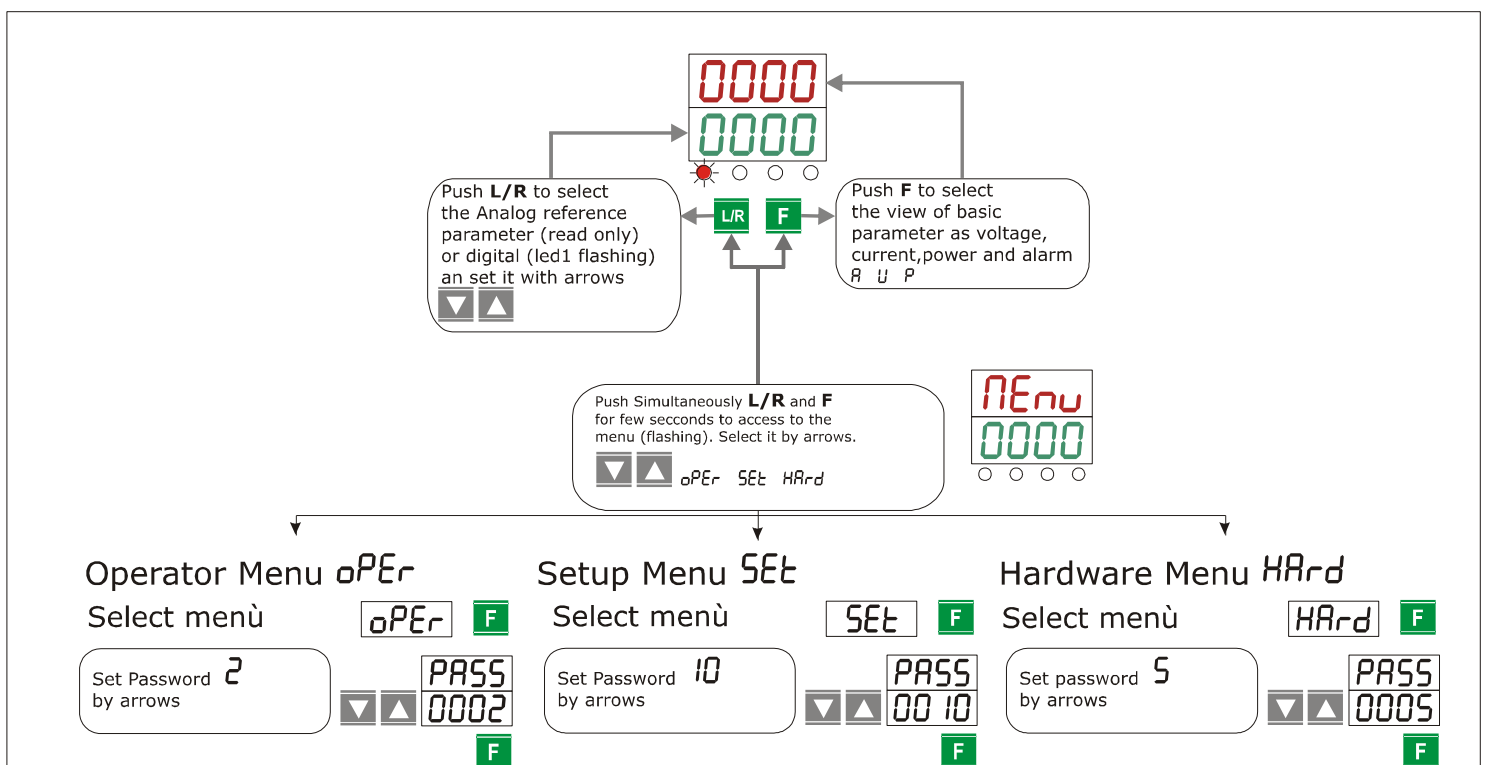 0000
0000
Push L/R to select
the Analog reference
parameter (read only)
or digital (led1 flashing)
an set it with arrows
L/R
F
Push F to select
the view of basic
parameter as voltage,
current,power and alarm
A U P
Push Simultaneously L/R and F
for few secconds to access to the
menu (flashing). Select it by arrows.
oPEr SEt HArd
MEnu
0000
Operator Menu oPEr
Select menù
oPEr
F
Set Password 2
by arrows
PASS
0002
F
Setup Menu SEt
Select menù
SEt
F
Set Password 10
by arrows
PASS
0010
F
Hardware Menu HArd
Select menù
HArd
F
Set password 5
by arrows
PASS
0005
F